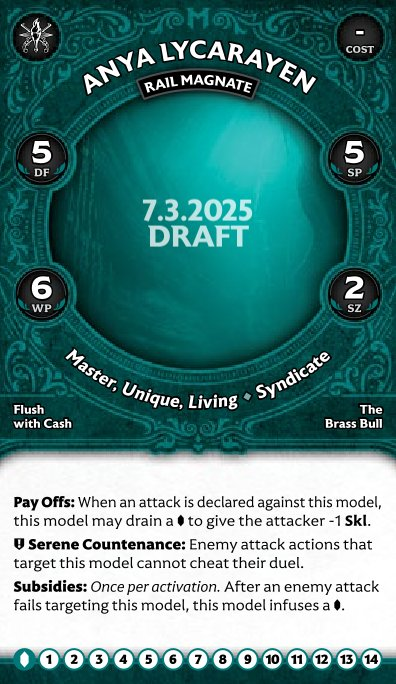 -
COST
ANYA LYCARAYEN
RAIL MAGNATE
5
DF
5
SP
7.3.2025
DRAFT
6
WP
2
SZ
Master, Unique, Living ⬥ Syndicate
Flush
with Cash
The
Brass Bull
Pay Offs: When an attack is declared against this model,
this model may drain a ⬮ to give the attacker -1 Skl.
Serene Countenance: Enemy attack actions that
target this model cannot cheat their duel.
Subsidies: Once per activation. After an enemy attack
fails targeting this model, this model infuses a ⬮.
1 2 3 4 5 6 7 8 9 10 11 12 13 14